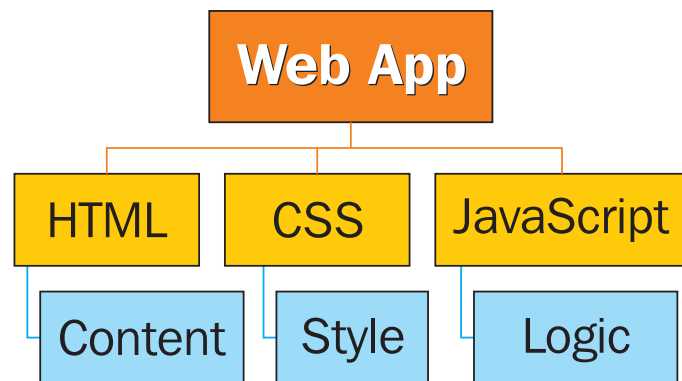 Web App
HTML
CSS
JavaScript
Content
Style
Logic